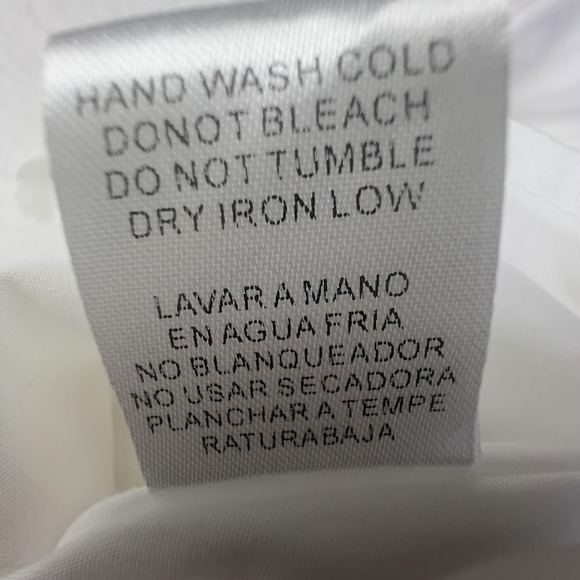 HAND WASH COLD
DONOT BLEACH
DO NOT TUMBLE
DRY IRON LOW
LAVAR A MANO
EN AGUA FRIA
NO BLANQUEADOR
NO USAR SECADORA
PLANCHAR A TEMPE
RATURABAJA